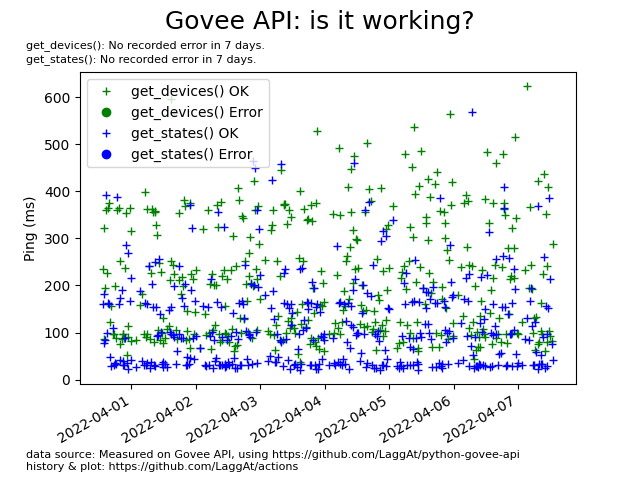 Govee API: is it working?
get_devices(): No recorded error in 7 days.
get_states(): No recorded error in 7 days.
get_devices() OK
get_devices() Error
get_states() OK
get_states() Error
Ping (ms)
600
500
400
300
200
100
0
2022-04-01
2022-04-02
2022-04-03
2022-04-04
2022-04-05
2022-04-06
2022-04-07
data source: Measured on Govee API, using https://github.com/LaggAt/python-govee-api
history & plot: https://github.com/LaggAt/actions